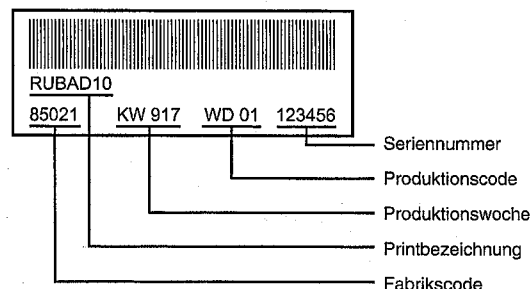 RUBAD10
85021 KW 917 WD 01 123456
Seriennummer
Produktionscode
Produktionswoche
Printbezeichnung
Fabrikscode